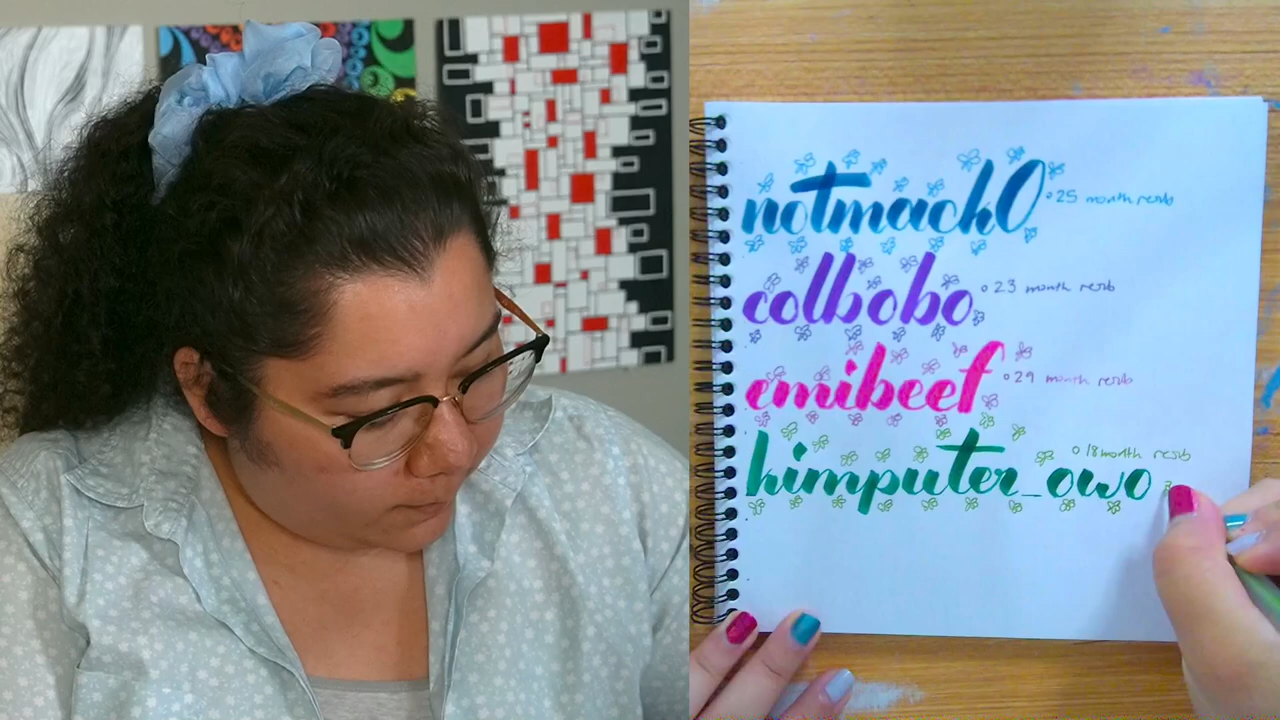 notmack0 25 month resub
colbobo 23 month resub
emibeef 29 month resub
kimputer_owo 18 month resub